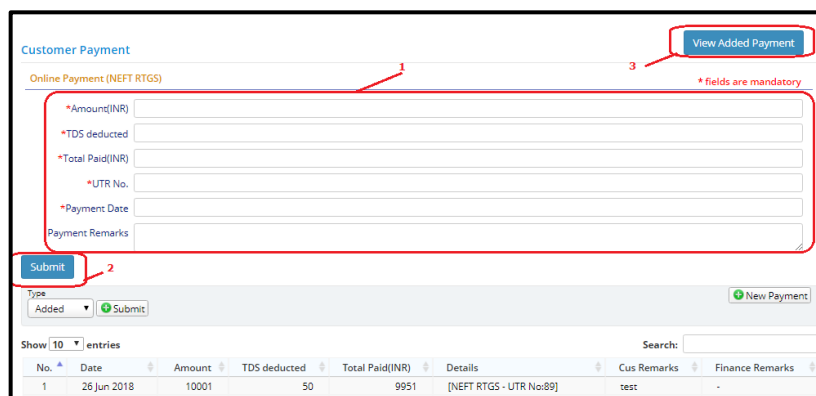 View Added Payment
Customer Payment
3
Online Payment (NEFT RTGS)
1
* fields are mandatory
*Amount(INR)
*TDS deducted
*Total Paid(INR)
*UTR No.
*Payment Date
Payment Remarks
Submit
2
Type
Added Submit
New Payment
Show 10 entries Search:
No. Date Amount TDS deducted Total Paid(INR) Details Cus Remarks Finance Remarks
1 26 Jun 2018 10001 50 9951 [NEFT RTGS - UTR No:89] test -